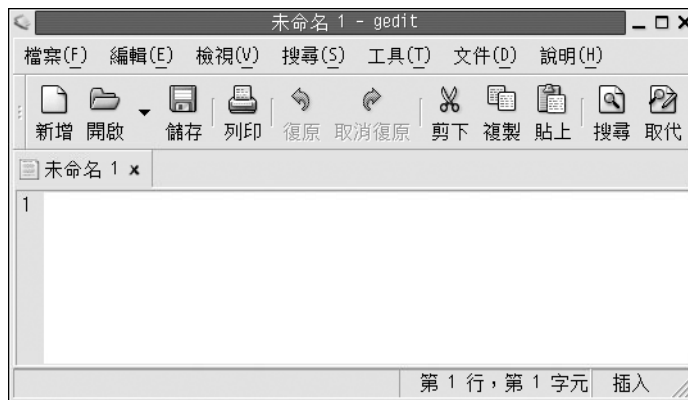 未命名 1 - gedit
檔案(F) 編輯(E) 檢視(V) 搜尋(S) 工具(T) 文件(D) 說明(H)
新增 開啟 儲存 列印 復原 取消復原 剪下 複製 貼上 搜尋 取代
未命名 1
1
第 1 行，第 1 字元 插入